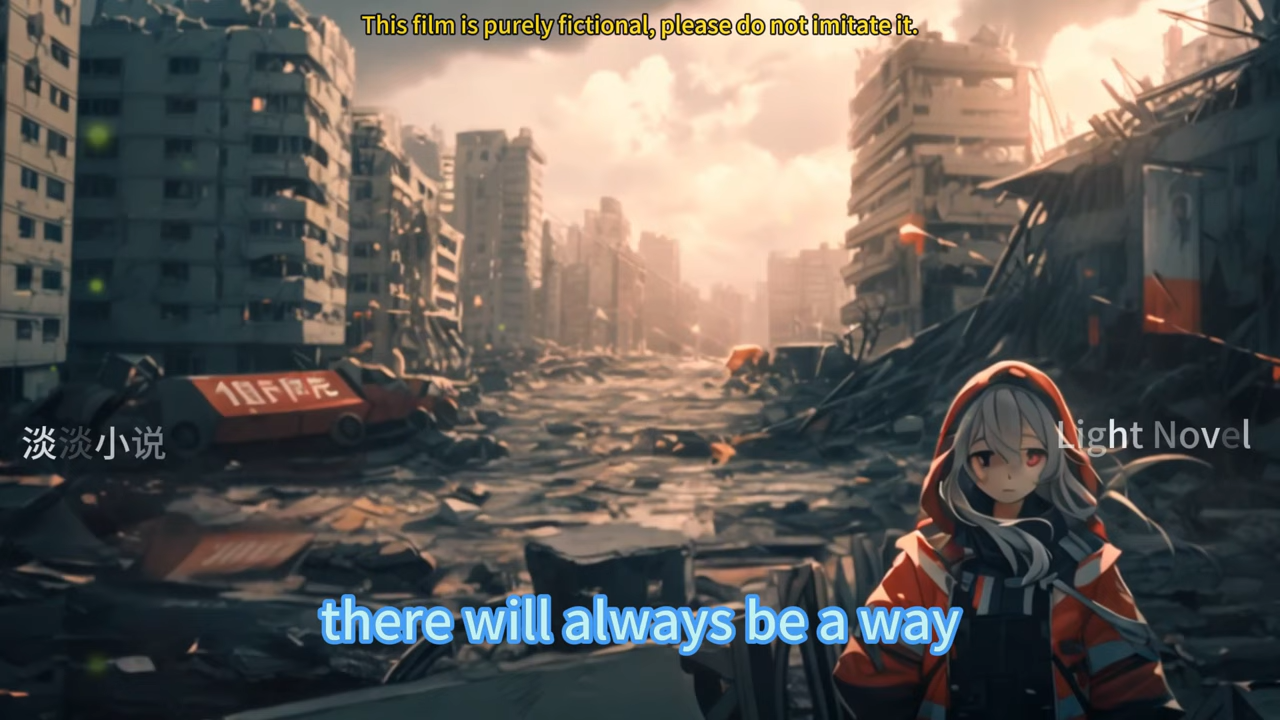 This film is purely fictional, please do not imitate it.
淡淡小说
Light Novel
there will always be a way